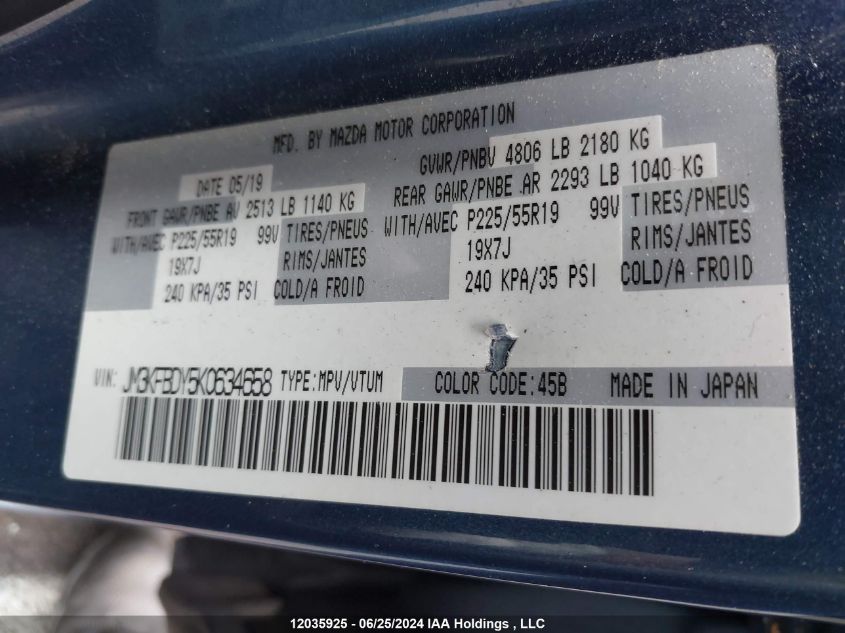 MFD. BY MAZDA MOTOR CORPORATION
DATE 05/19
GVWR/PNBV 4806 LB 2180 KG
FRONT GAWR/PNBE AV 2513 LB 1140 KG
REAR GAWR/PNBE AR 2293 LB 1040 KG
WITH/AVEC P225/55R19 99V TIRES/PNEUS
WITH/AVEC P225/55R19 99V TIRES/PNEUS
19X7J RIMS/JANTES
19X7J RIMS/JANTES
240 KPA/35 PSI COLD/A FROID
240 KPA/35 PSI COLD/A FROID
VIN: JM3KFBDY5K0634658 TYPE:MPV/VTUM COLOR CODE:45B MADE IN JAPAN
12035925 - 06/25/2024 IAA Holdings , LLC